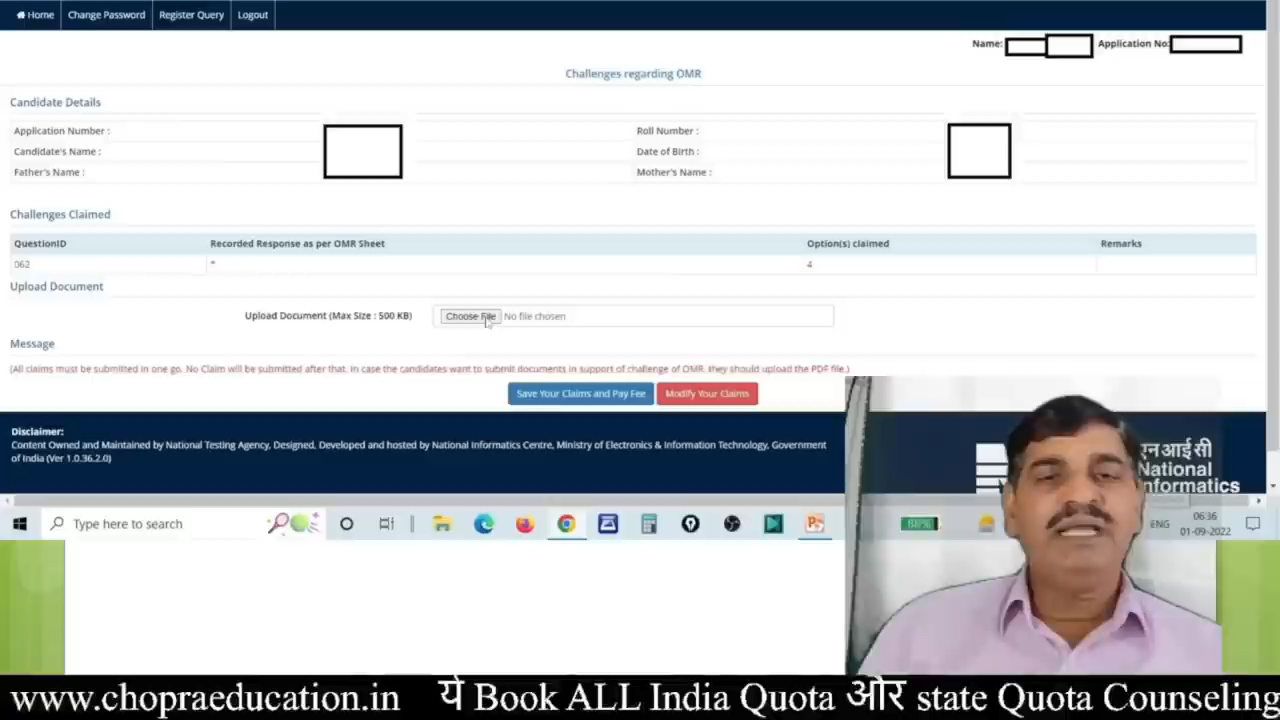 Home Change Password Register Query Logout
Name: Application No:
Challenges regarding OMR
Candidate Details
Application Number : Roll Number :
Candidate's Name : Date of Birth :
Father's Name : Mother's Name :
Challenges Claimed
QuestionID Recorded Response as per OMR Sheet Option(s) claimed Remarks
062 * 4
Upload Document
Upload Document (Max Size : 500 KB) Choose File No file chosen
Message
(All claims must be submitted in one go. No Claim will be submitted after that. In case the candidates want to submit documents in support of challenge of OMR, they should upload the PDF file.)
Save Your Claims and Pay Fee Modify Your Claims
Disclaimer:
Content Owned and Maintained by National Testing Agency, Designed, Developed and hosted by National Informatics Centre, Ministry of Electronics & Information Technology, Government
of India (Ver 1.0.36.2.0)
एनआईसी
National
Informatics
Type here to search 88% ENG 06:36
01-09-2022
www.chopraeducation.in ये Book ALL India Quota और state Quota Counseling